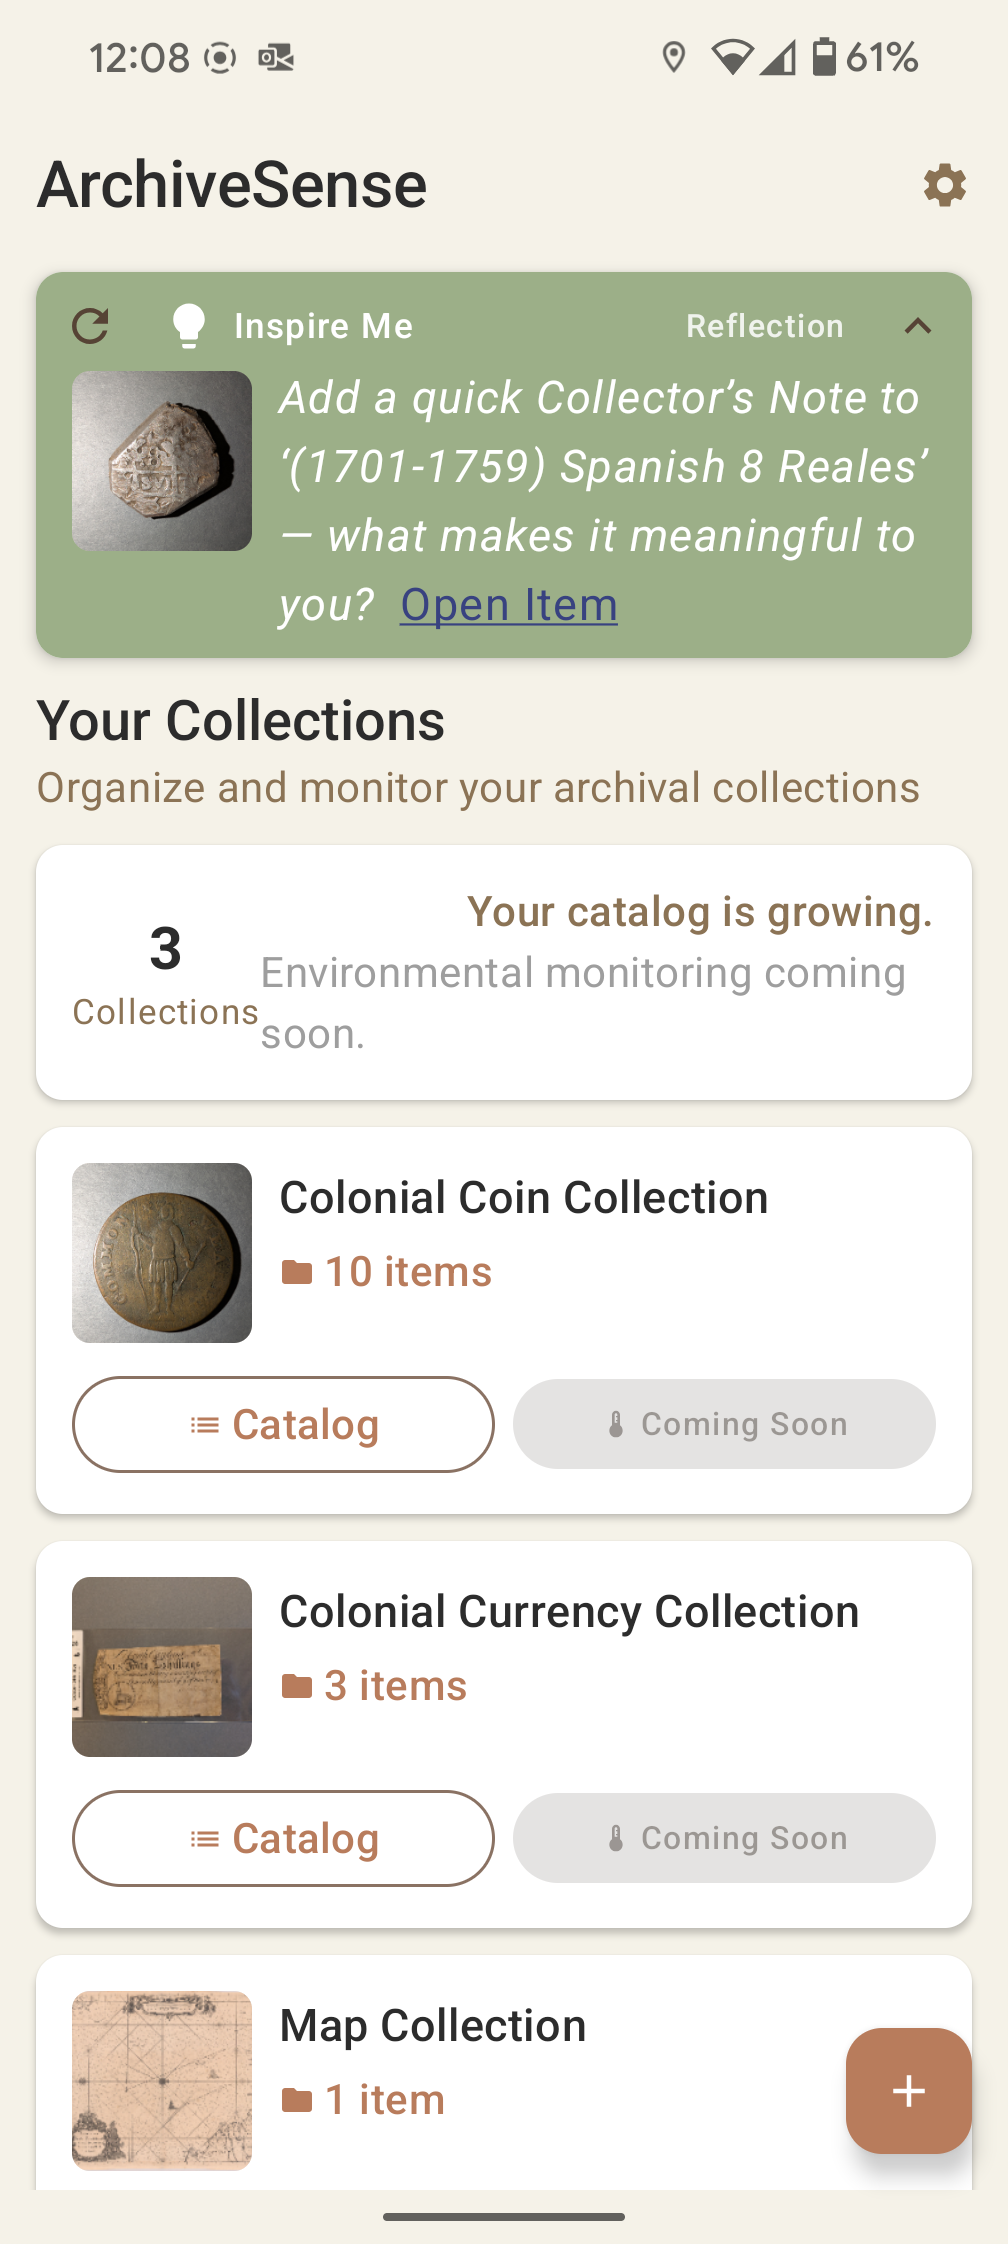 12:08
61%
ArchiveSense
Inspire Me
Reflection
Add a quick Collector’s Note to
‘(1701-1759) Spanish 8 Reales’
— what makes it meaningful to
you? Open Item
Your Collections
Organize and monitor your archival collections
3
Collections
Your catalog is growing.
Environmental monitoring coming
soon.
Colonial Coin Collection
10 items
Catalog
Coming Soon
Colonial Currency Collection
3 items
Catalog
Coming Soon
Map Collection
1 item